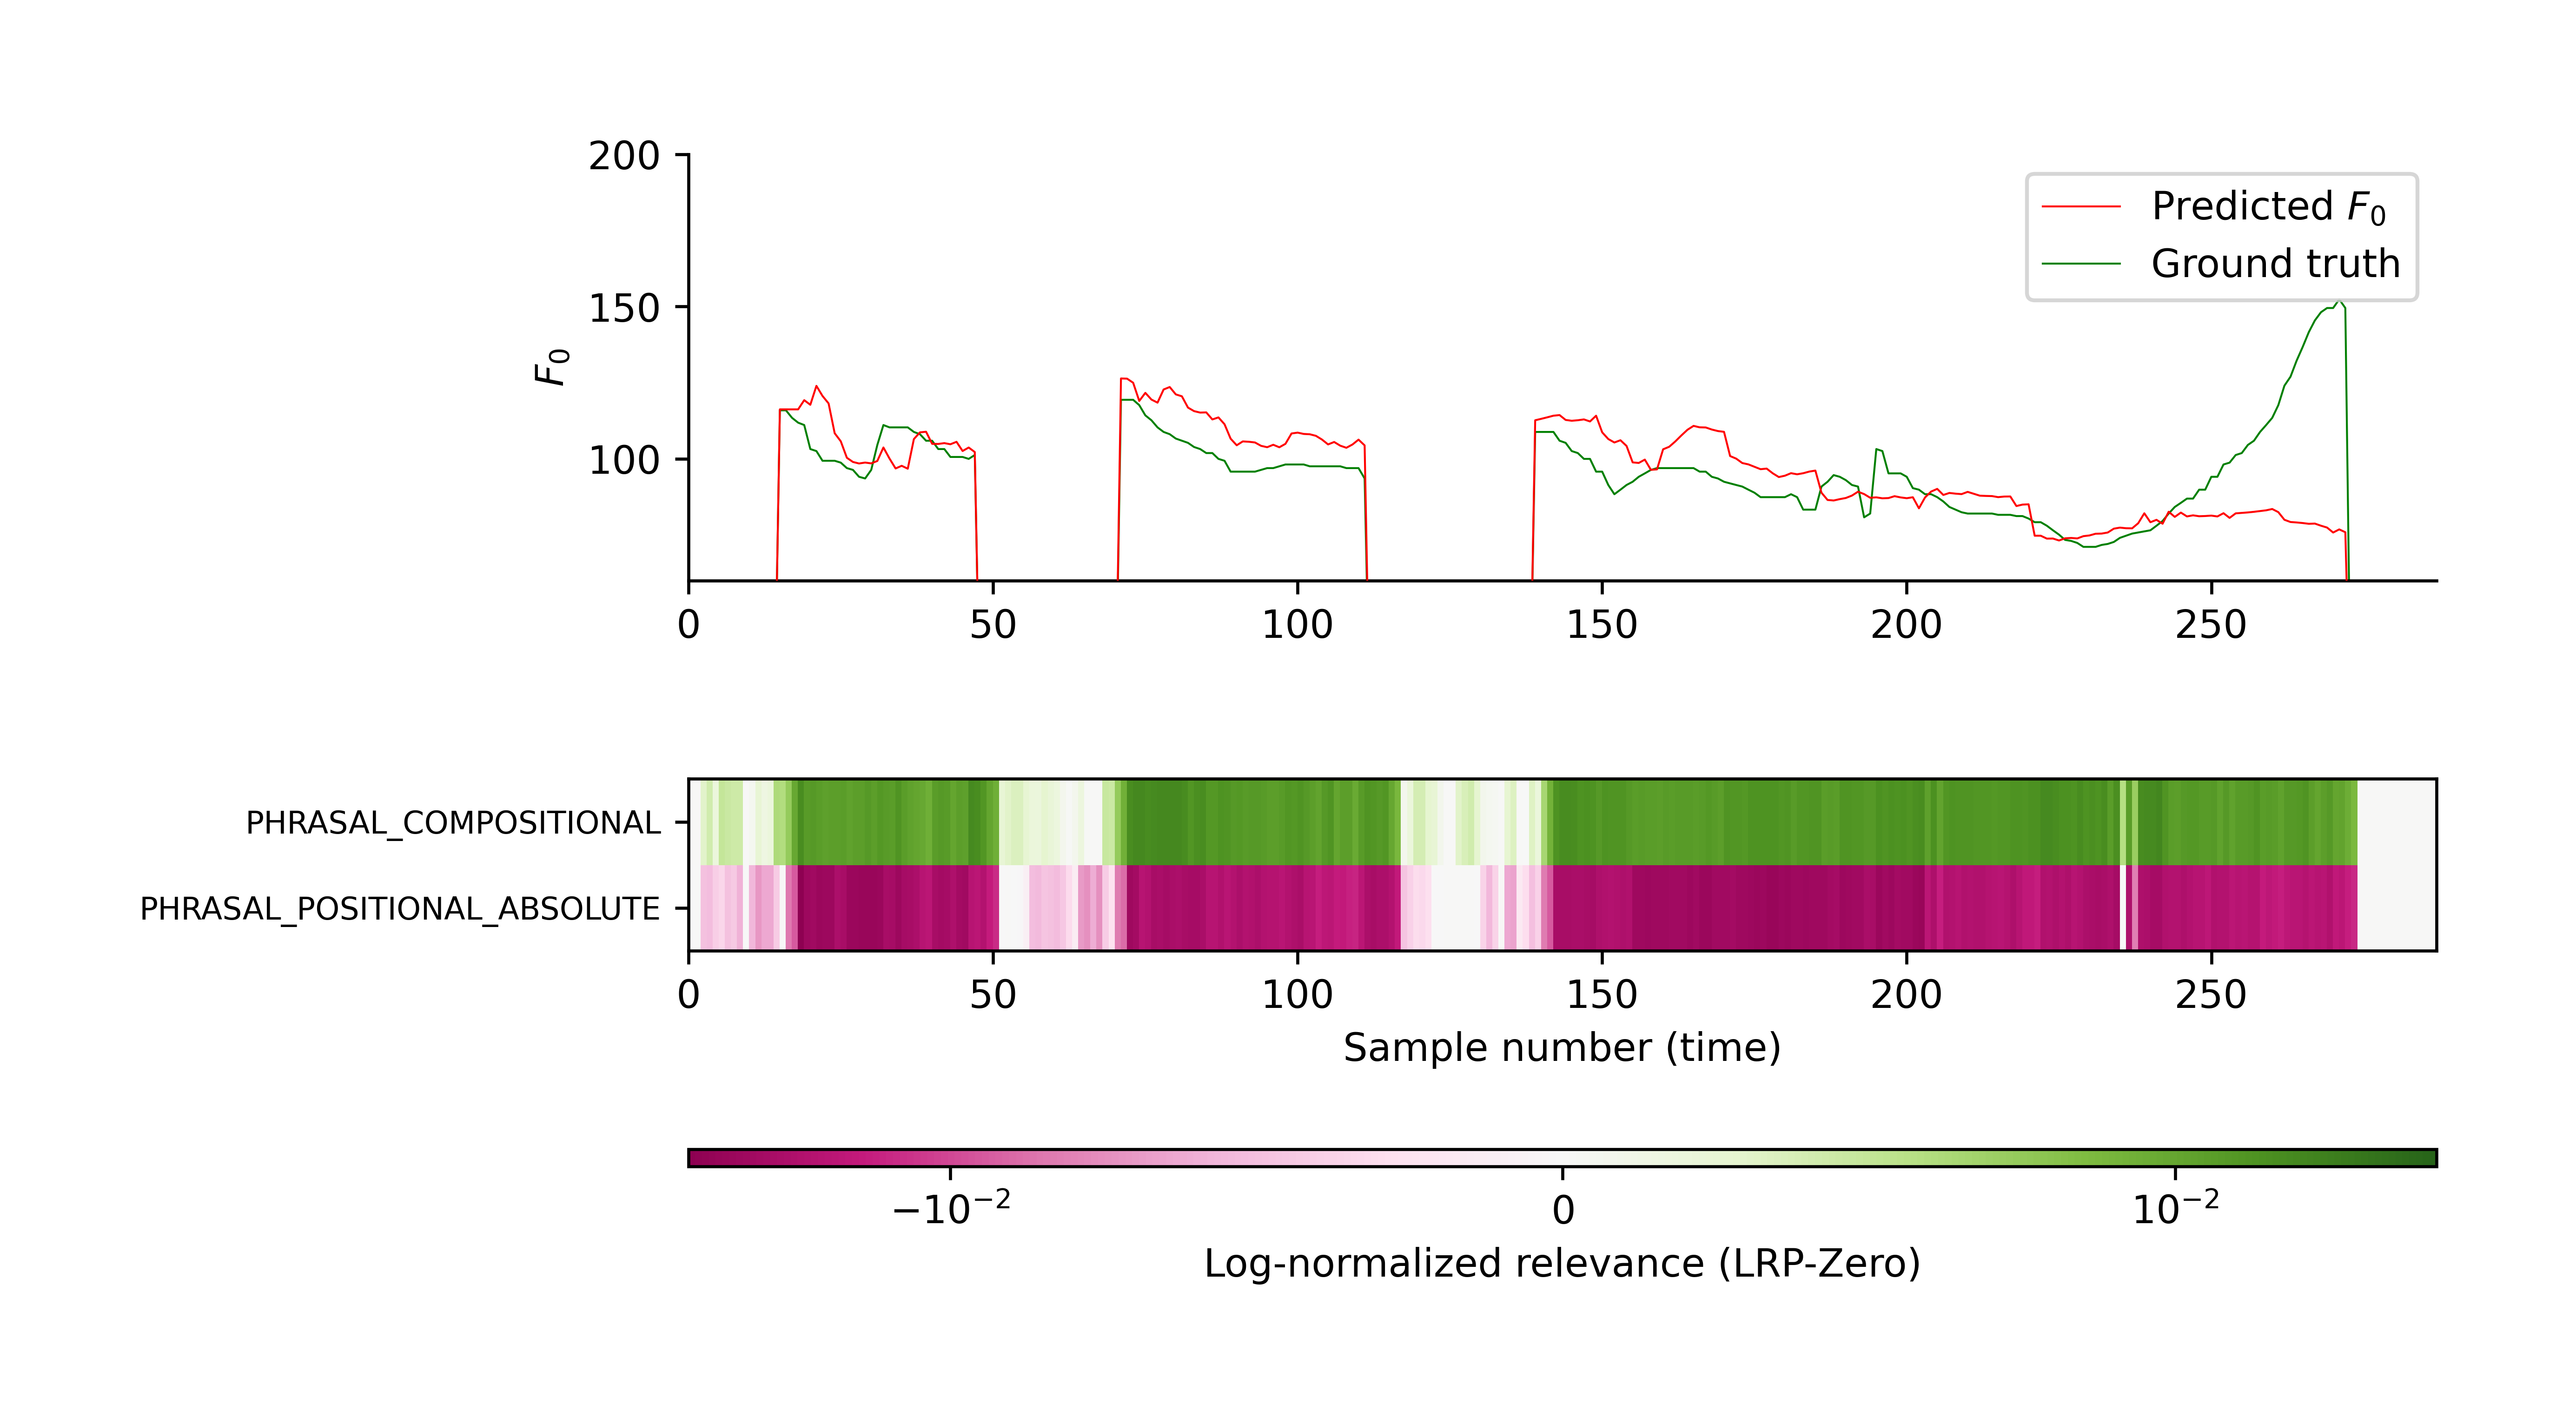 200
150
100
F₀
Predicted F₀
Ground truth
0 50 100 150 200 250
PHRASAL_COMPOSITIONAL
PHRASAL_POSITIONAL_ABSOLUTE
0 50 100 150 200 250
Sample number (time)
−10⁻² 0 10⁻²
Log-normalized relevance (LRP-Zero)